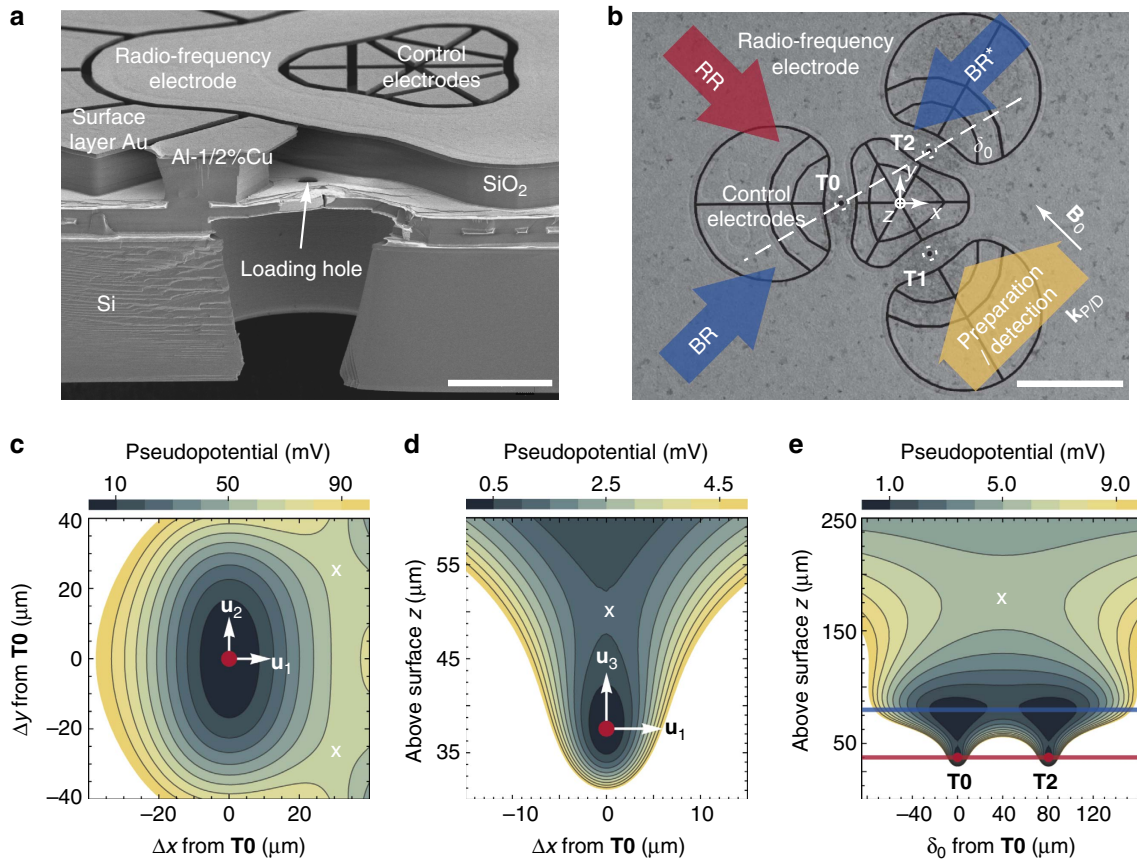 a
Radio-frequency
electrode
Control
electrodes
Surface
layer Au
Al-1/2%Cu
SiO2
Loading hole
Si
b
Radio-frequency
electrode
RR
BR*
T2
δ0
T0
y
Control
electrodes
z
x
B0
T1
BR
Preparation
/ detection
kP/D
c
Pseudopotential (mV)
10 50 90
40
20
0
−20
−40
Δy from T0 (μm)
x
u2
u1
x
−20 0 20
Δx from T0 (μm)
d
Pseudopotential (mV)
0.5 2.5 4.5
55
45
35
Above surface z (μm)
x
u3
u1
−10 0 10
Δx from T0 (μm)
e
Pseudopotential (mV)
1.0 5.0 9.0
250
150
50
Above surface z (μm)
x
T0 T2
−40 0 40 80 120
δ0 from T0 (μm)